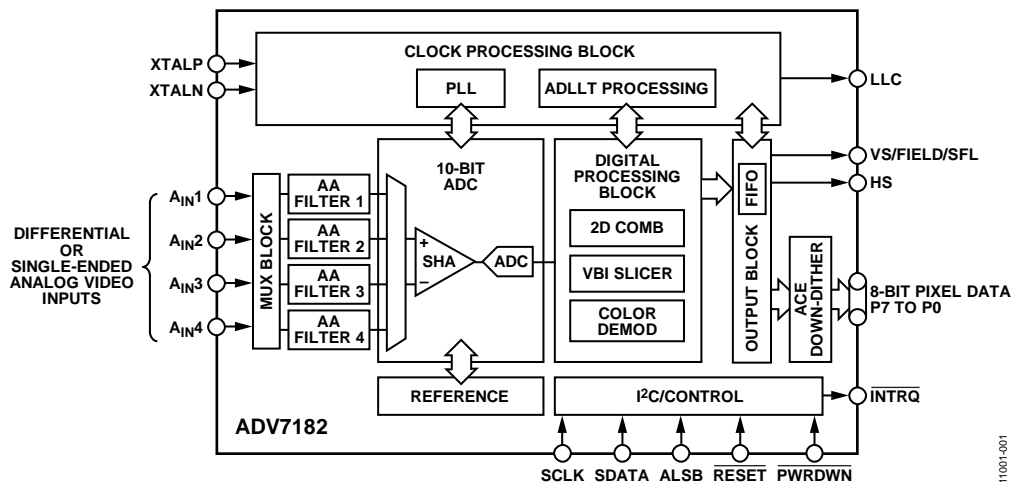 CLOCK PROCESSING BLOCK
XTALP
XTALN
PLL
ADLLT PROCESSING
LLC
10-BIT
ADC
DIGITAL
PROCESSING
BLOCK
FIFO
OUTPUT BLOCK
VS/FIELD/SFL
HS
DIFFERENTIAL
OR
SINGLE-ENDED
ANALOG VIDEO
INPUTS
AIN1
AIN2
AIN3
AIN4
MUX BLOCK
AA
FILTER 1
AA
FILTER 2
AA
FILTER 3
AA
FILTER 4
+
SHA
–
ADC
2D COMB
VBI SLICER
COLOR
DEMOD
ACE
DOWN-DITHER
8-BIT PIXEL DATA
P7 TO P0
REFERENCE
I2C/CONTROL
INTRQ
ADV7182
SCLK
SDATA
ALSB
RESET
PWRDWN
11001-001